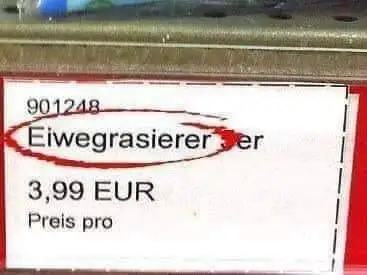 901248
Eiwegrasierer er
3,99 EUR
Preis pro